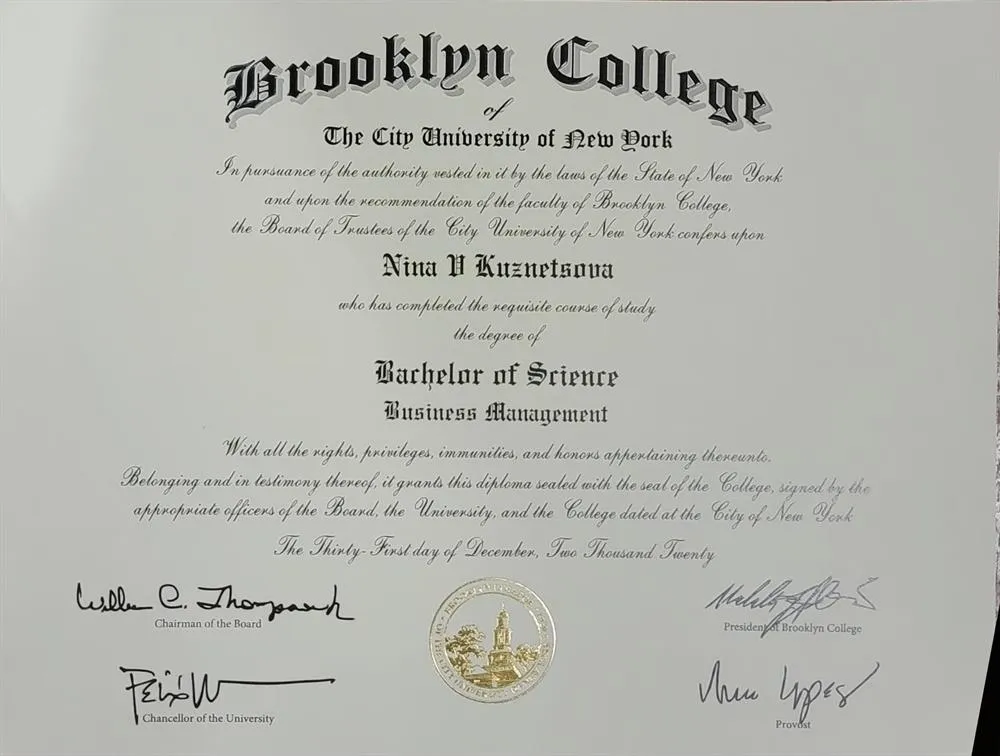 Brooklyn College
of
The City University of New York
In pursuance of the authority vested in it by the laws of the State of New York
and upon the recommendation of the faculty of Brooklyn College,
the Board of Trustees of the City University of New York confers upon
Nina V Kuznetsova
who has completed the requisite course of study
the degree of
Bachelor of Science
Business Management
With all the rights, privileges, immunities, and honors appertaining thereunto.
Belonging and in testimony thereof, it grants this diploma sealed with the seal of the College, signed by the
appropriate officers of the Board, the University, and the College dated at the City of New York
The Thirty-First day of December, Two Thousand Twenty
C. Thompson
Chairman of the Board
President of Brooklyn College
Felix
Chancellor of the University
Lopez
Provost